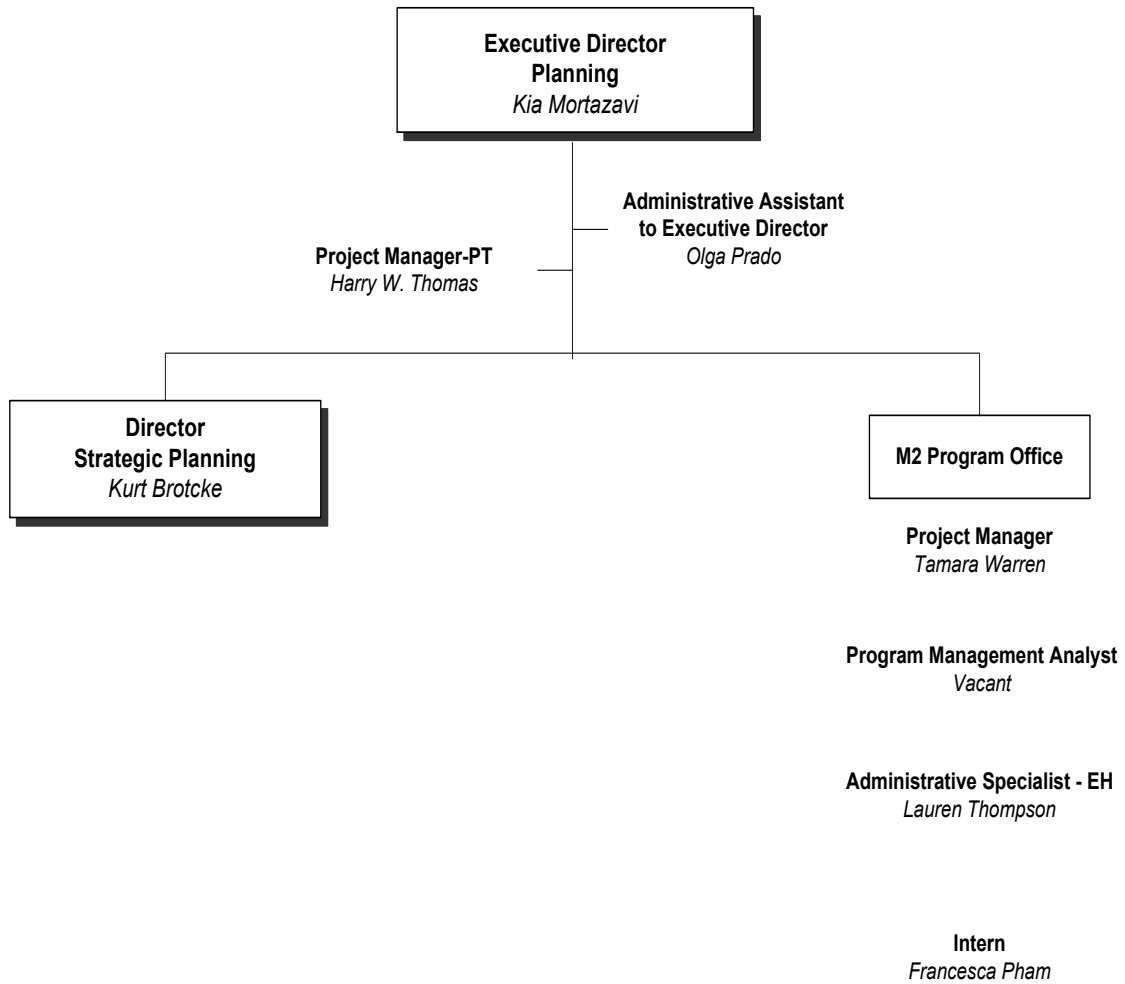 Executive Director
Planning
Kia Mortazavi
Administrative Assistant
to Executive Director
Olga Prado
Project Manager-PT
Harry W. Thomas
Director
Strategic Planning
Kurt Brotcke
M2 Program Office
Project Manager
Tamara Warren
Program Management Analyst
Vacant
Administrative Specialist - EH
Lauren Thompson
Intern
Francesca Pham